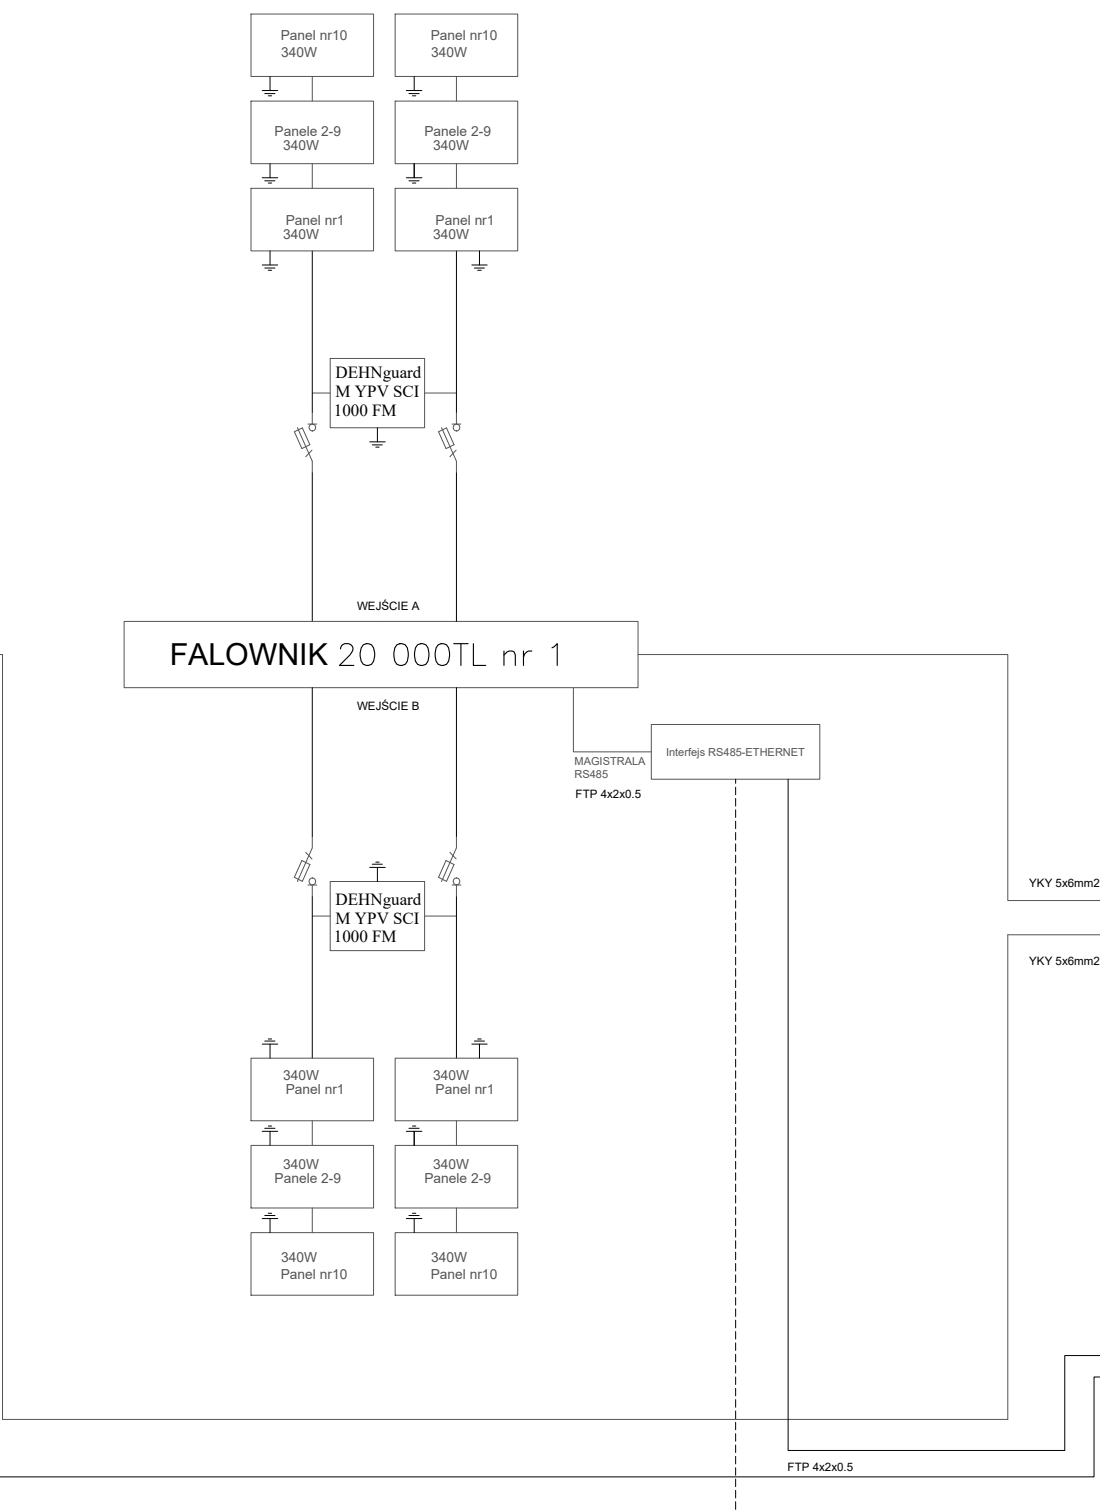 Panel nr10
340W
Panel nr10
340W
Panele 2-9
340W
Panele 2-9
340W
Panel nr1
340W
Panel nr1
340W
DEHNguard
M YPV SCI
1000 FM
WEJŚCIE A
FALOWNIK 20 000TL nr 1
WEJŚCIE B
Interfejs RS485-ETHERNET
MAGISTRALA
RS485
FTP 4x2x0.5
YKY 5x6mm2
DEHNguard
M YPV SCI
1000 FM
YKY 5x6mm2
340W
Panel nr1
340W
Panel nr1
340W
Panele 2-9
340W
Panele 2-9
340W
Panel nr10
340W
Panel nr10
FTP 4x2x0.5